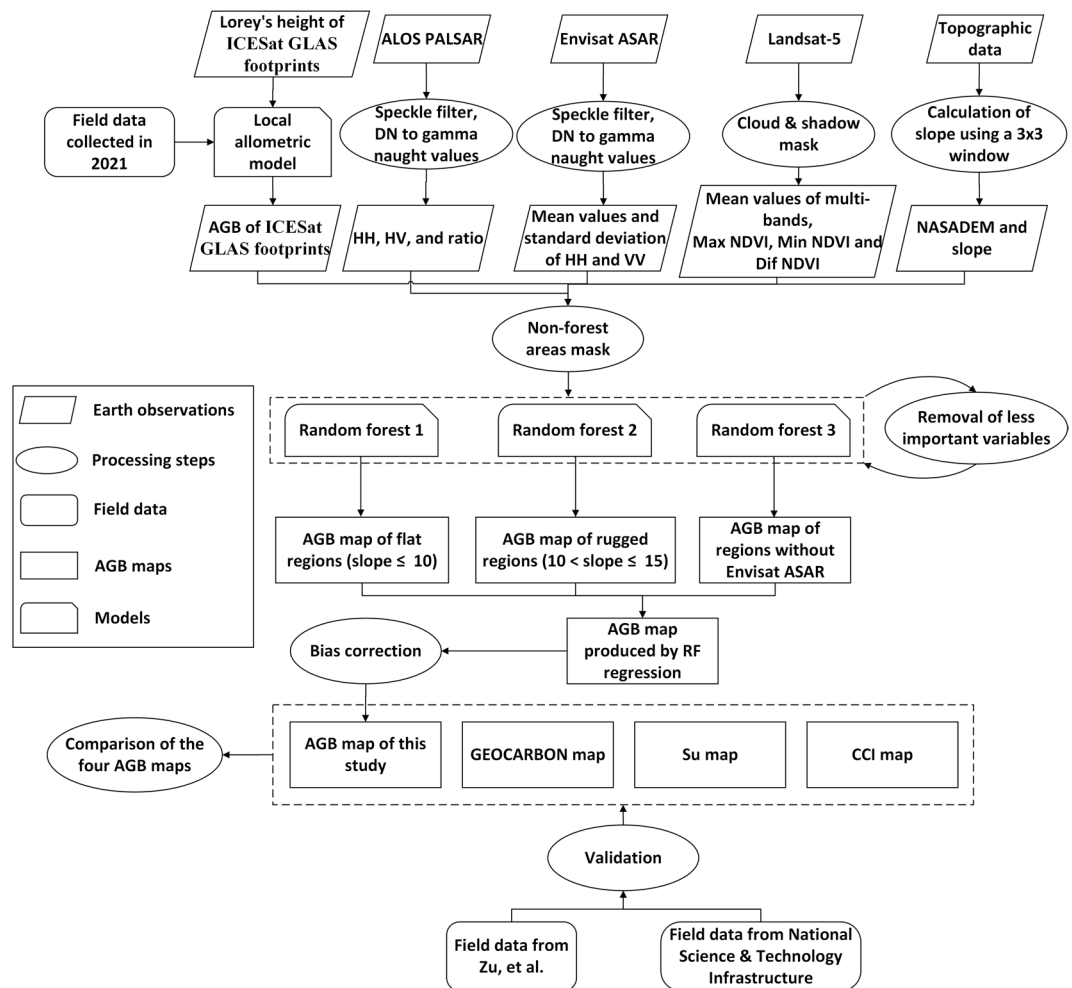 Lorey's height of
ICESat GLAS
footprints
ALOS PALSAR
Envisat ASAR
Landsat-5
Topographic
data
Field data
collected in
2021
Local
allometric
model
Speckle filter,
DN to gamma
naught values
Speckle filter,
DN to gamma
naught values
Cloud & shadow
mask
Calculation of
slope using a 3x3
window
AGB of ICESat
GLAS footprints
HH, HV, and ratio
Mean values and
standard deviation
of HH and VV
Mean values of multi-
bands,
Max NDVI, Min NDVI and
Dif NDVI
NASADEM and
slope
Non-forest
areas mask
Earth observations
Processing steps
Field data
AGB maps
Models
Random forest 1
Random forest 2
Random forest 3
Removal of less
important variables
AGB map of flat
regions (slope ≤ 10)
AGB map of rugged
regions (10 < slope ≤ 15)
AGB map of
regions without
Envisat ASAR
Bias correction
AGB map
produced by RF
regression
Comparison of the
four AGB maps
AGB map of this
study
GEOCARBON map
Su map
CCI map
Validation
Field data from
Zu, et al.
Field data from National
Science & Technology
Infrastructure